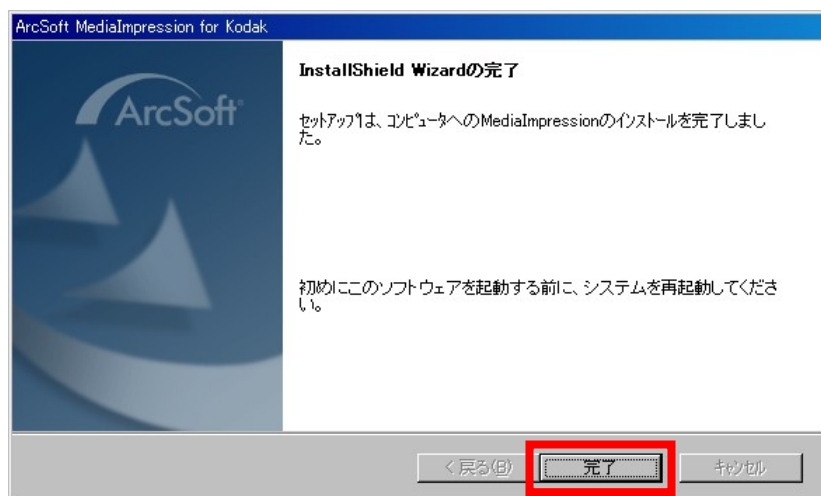 ArcSoft MediaImpression for Kodak
ArcSoft
InstallShield Wizardの完了
セットアップは、コンピュータへのMediaImpressionのインストールを完了しまし
た。
初めにこのソフトウェアを起動する前に、システムを再起動してくださ
い。
< 戻る(B)
完了
キャンセル